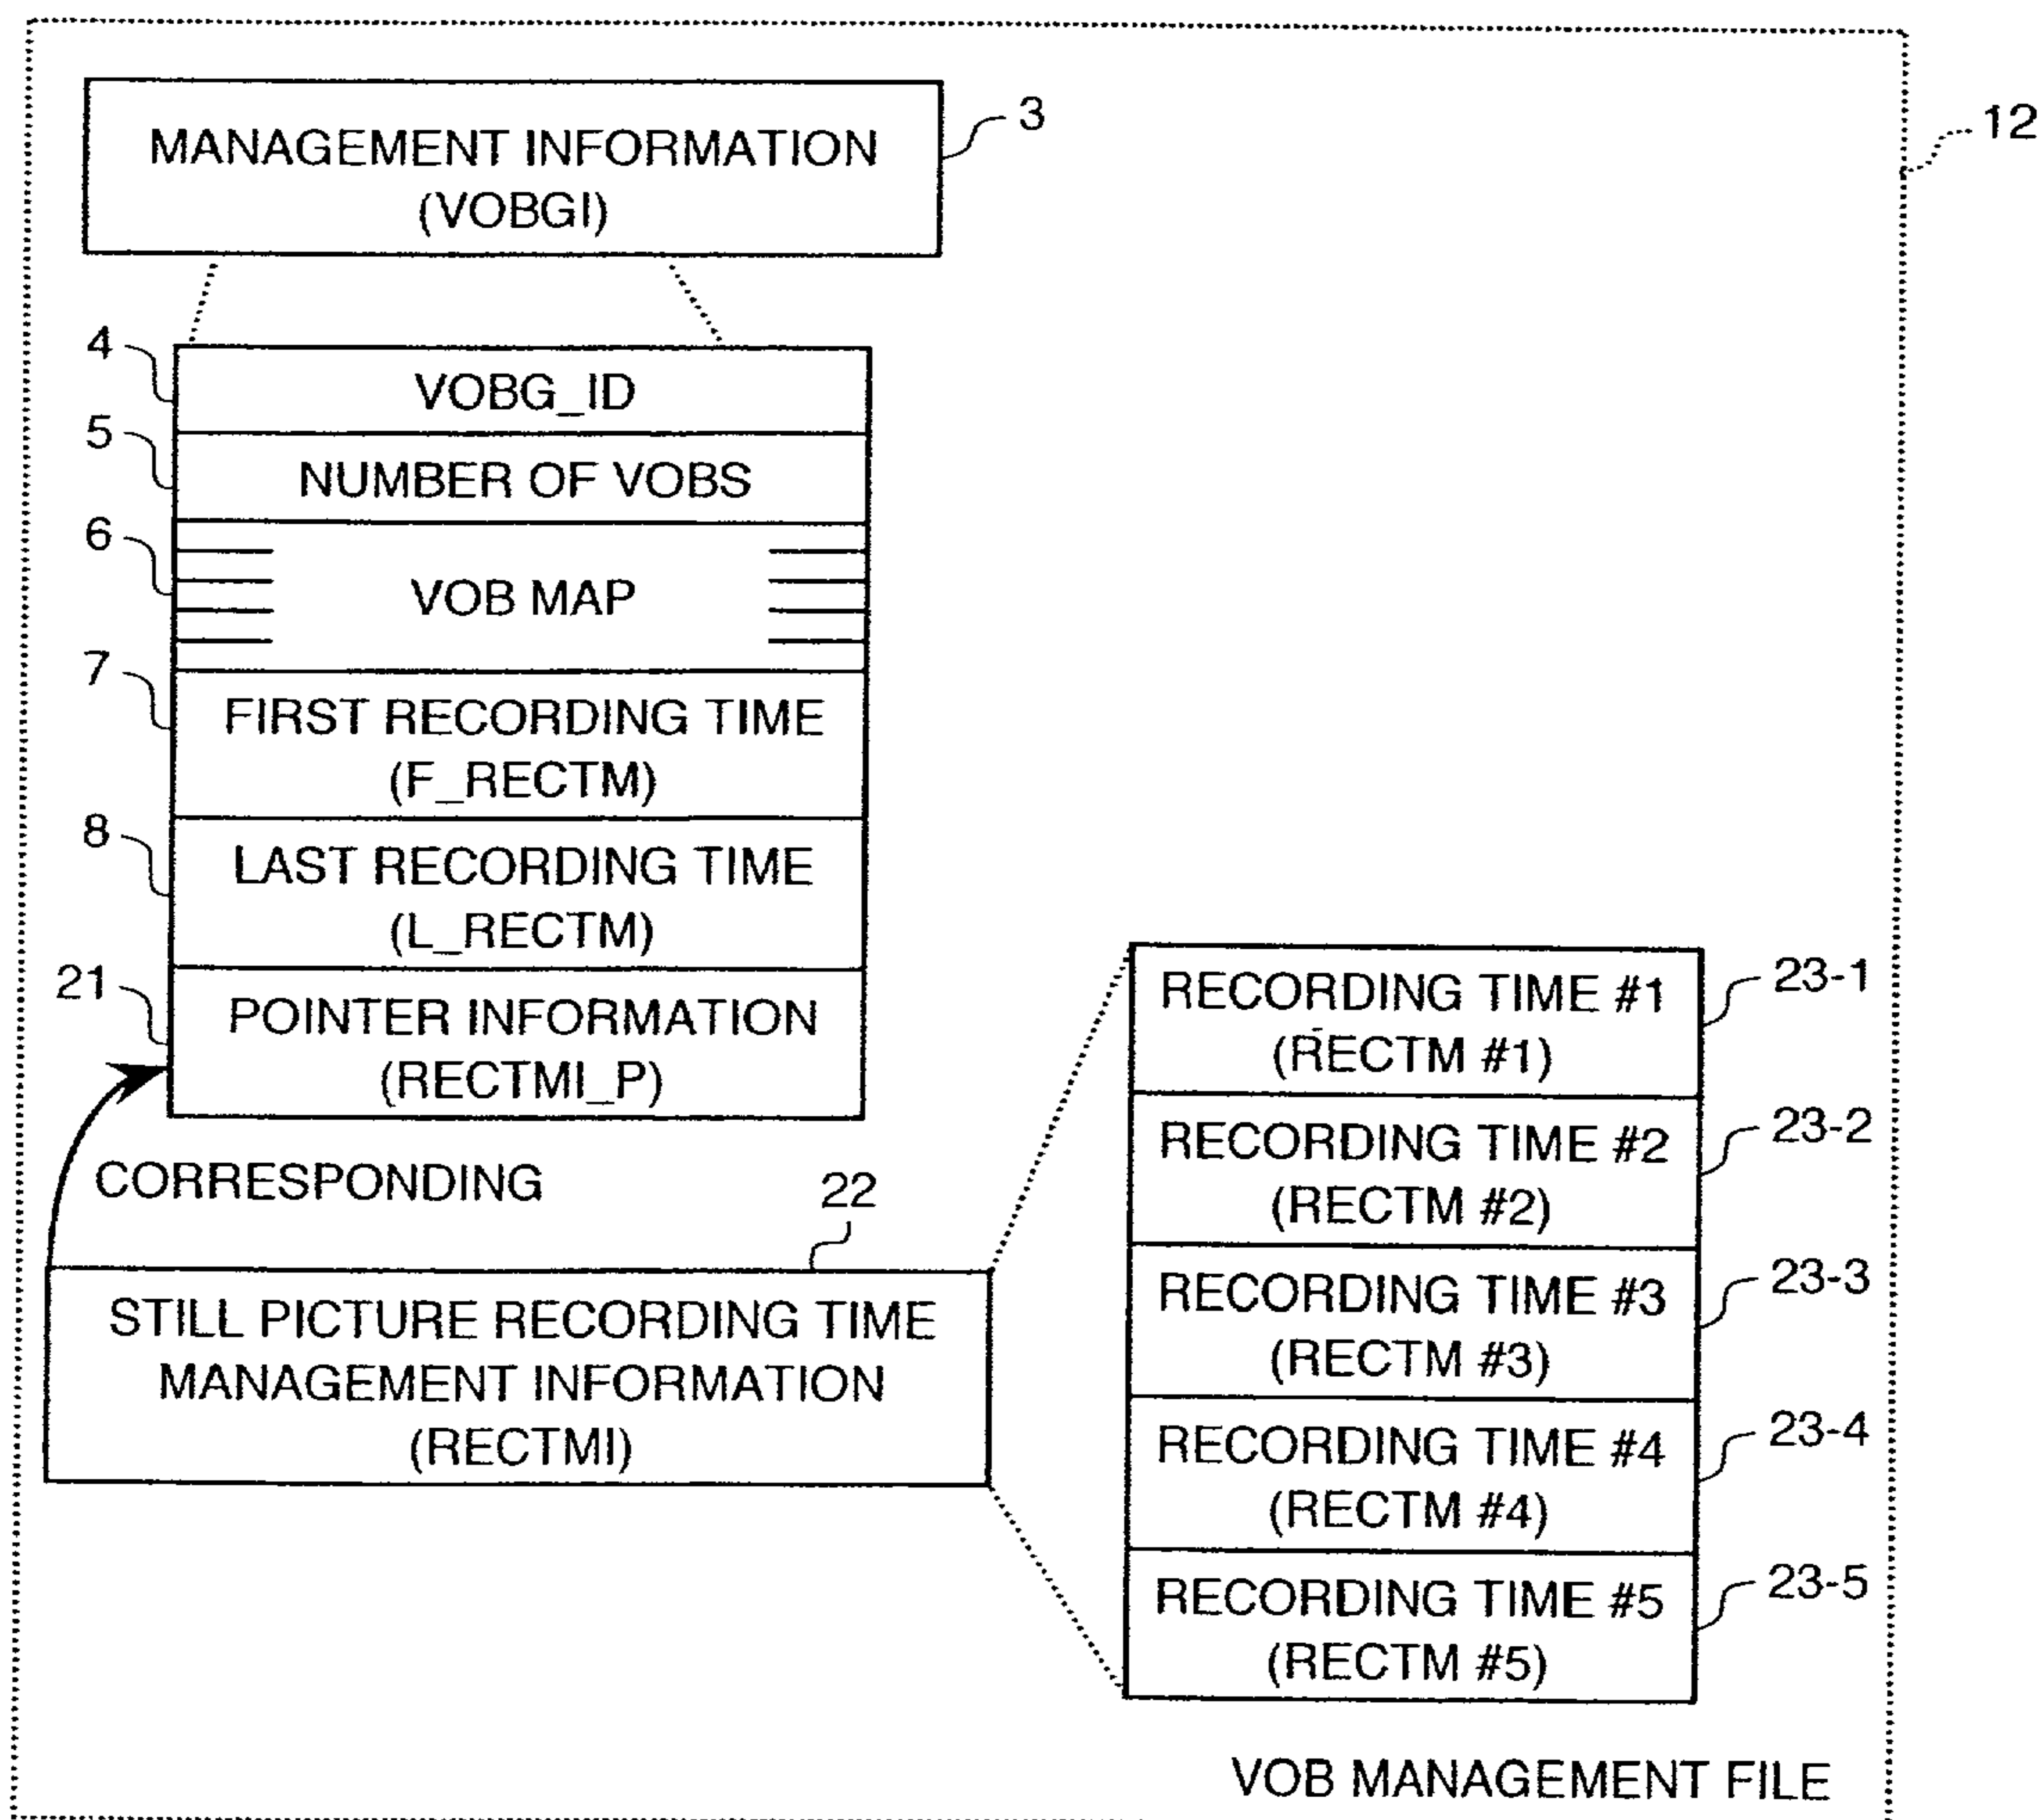 MANAGEMENT INFORMATION
(VOBGI)
3
12
4
VOBG_ID
5
NUMBER OF VOBS
6
VOB MAP
7
FIRST RECORDING TIME
(F_RECTM)
8
LAST RECORDING TIME
(L_RECTM)
21
POINTER INFORMATION
(RECTMI_P)
CORRESPONDING
22
STILL PICTURE RECORDING TIME
MANAGEMENT INFORMATION
(RECTMI)
RECORDING TIME #1
(RECTM #1)
23-1
RECORDING TIME #2
(RECTM #2)
23-2
RECORDING TIME #3
(RECTM #3)
23-3
RECORDING TIME #4
(RECTM #4)
23-4
RECORDING TIME #5
(RECTM #5)
23-5
VOB MANAGEMENT FILE